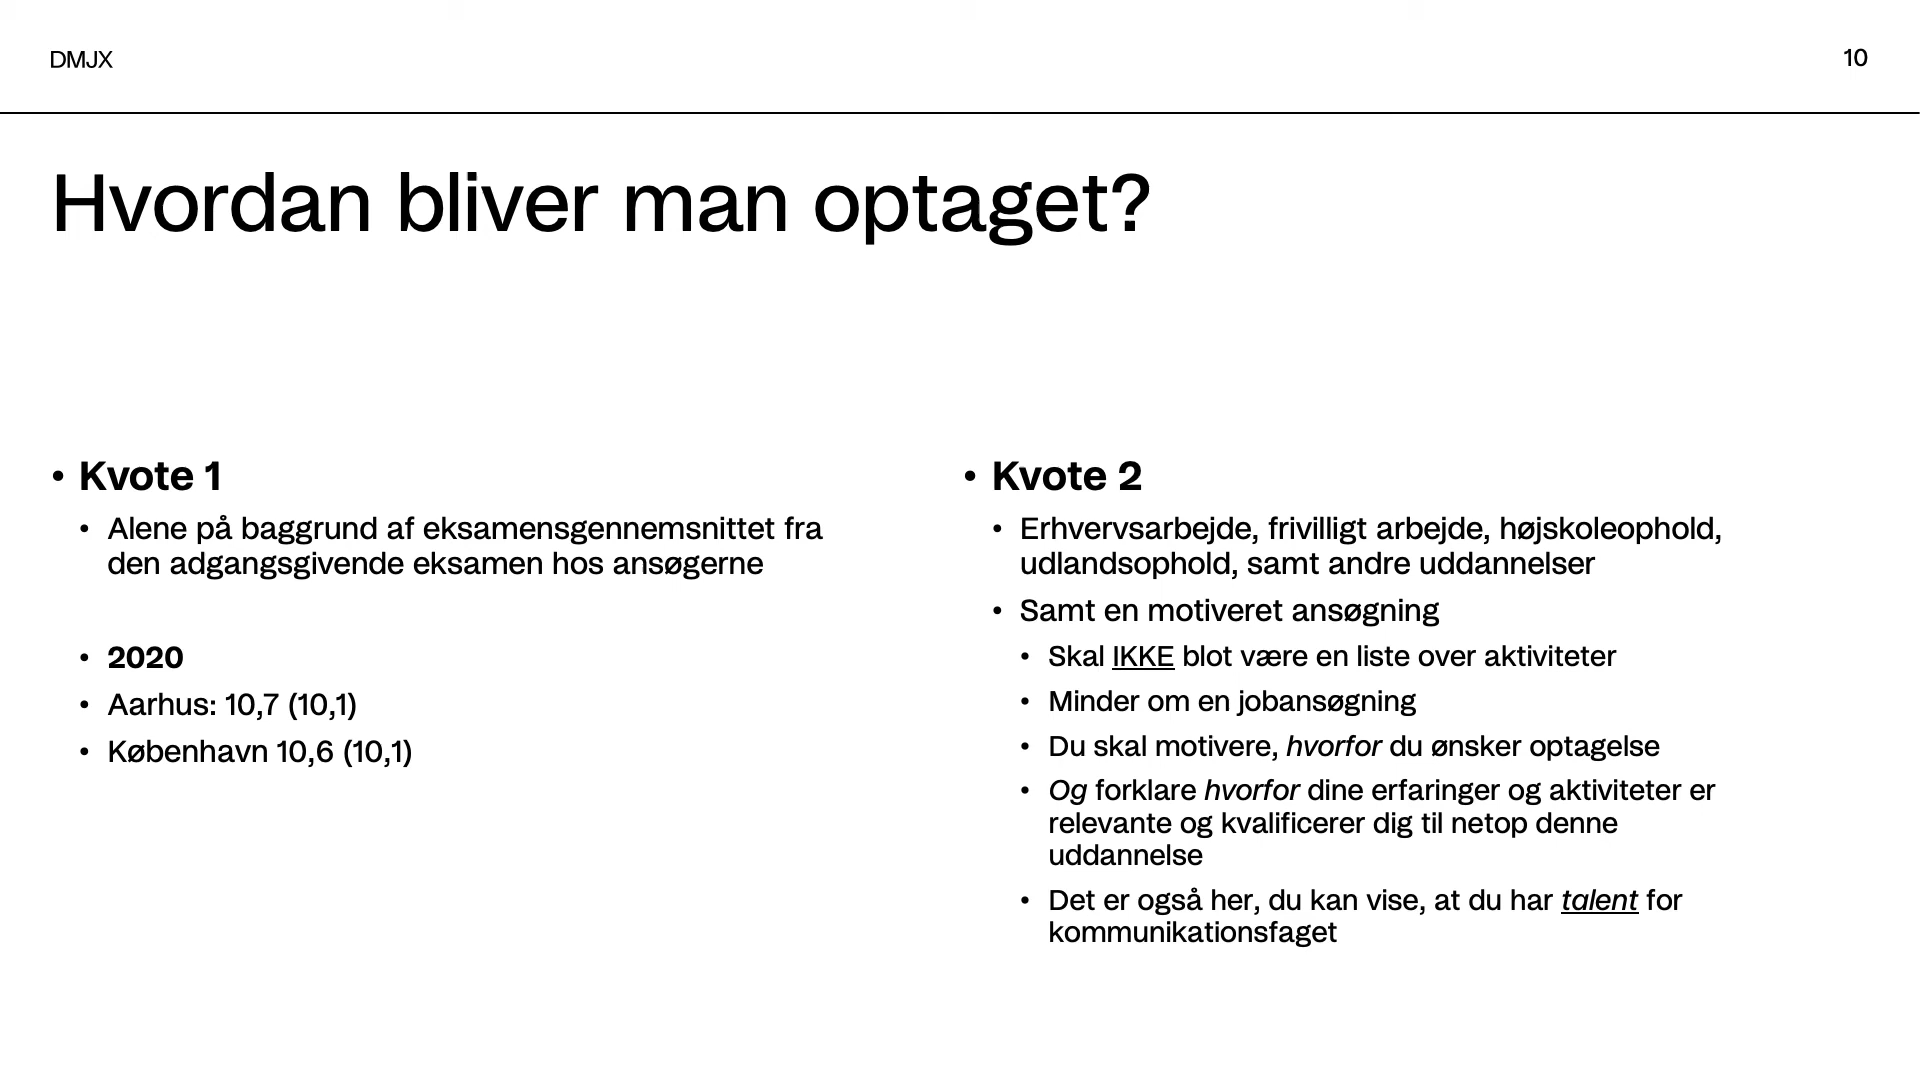 DMJX
10
Hvordan bliver man optaget?
• Kvote 1
• Alene på baggrund af eksamensgennemsnittet fra
den adgangsgivende eksamen hos ansøgerne
• 2020
• Aarhus: 10,7 (10,1)
• København 10,6 (10,1)
• Kvote 2
• Erhvervsarbejde, frivilligt arbejde, højskoleophold,
udlandsophold, samt andre uddannelser
• Samt en motiveret ansøgning
• Skal IKKE blot være en liste over aktiviteter
• Minder om en jobansøgning
• Du skal motivere, hvorfor du ønsker optagelse
• Og forklare hvorfor dine erfaringer og aktiviteter er
relevante og kvalificerer dig til netop denne
uddannelse
• Det er også her, du kan vise, at du har talent for
kommunikationsfaget